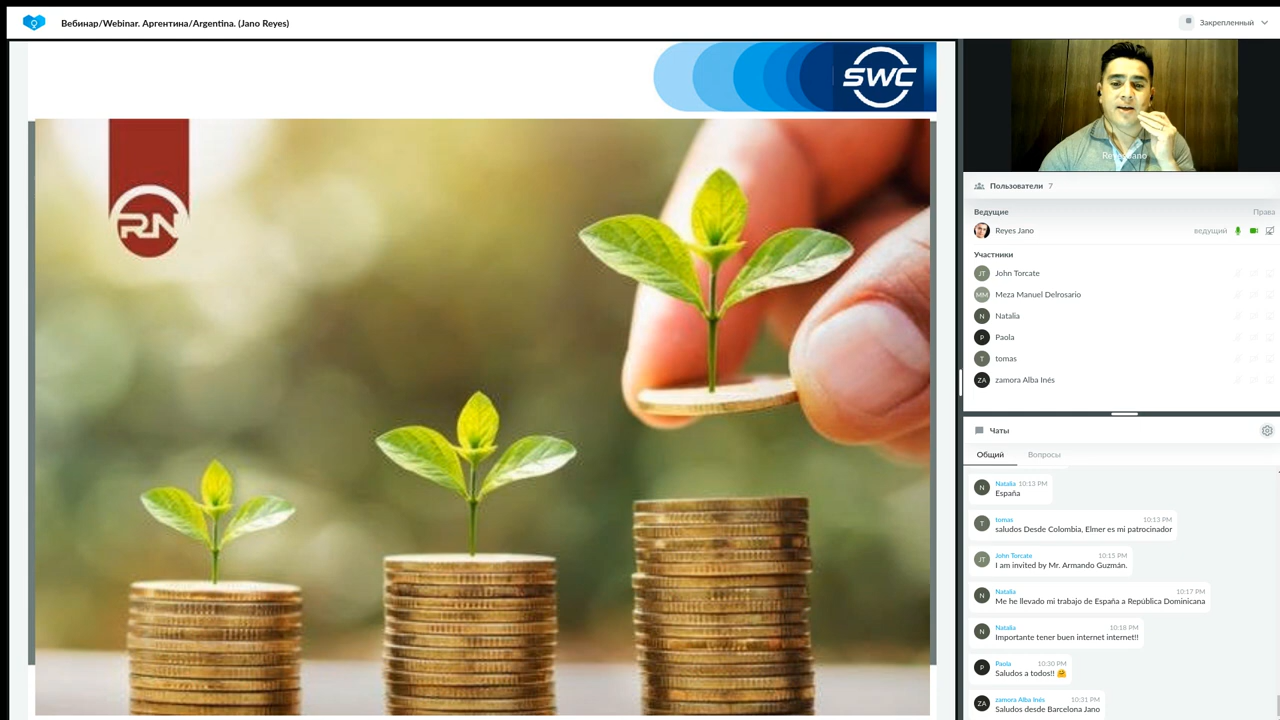 Вебинар/Webinar. Аргентина/Argentina. (Jano Reyes)
Закрепленный
SWC
RN
Reyes Jano
Пользователи 7
Ведущие Права
Reyes Jano ведущий
Участники
JT John Torcate
MM Meza Manuel Delrosario
N Natalia
P Paola
T tomas
ZA zamora Alba Inés
Чаты
Общий Вопросы
N Natalia 10:13 PM
España
T tomas 10:13 PM
saludos Desde Colombia, Elmer es mi patrocinador
JT John Torcate 10:15 PM
I am invited by Mr. Armando Guzmán.
N Natalia 10:17 PM
Me he llevado mi trabajo de España a República Dominicana
N Natalia 10:18 PM
Importante tener buen internet internet!!
P Paola 10:30 PM
Saludos a todos!! 🤗
ZA zamora Alba Inés 10:31 PM
Saludos desde Barcelona Jano